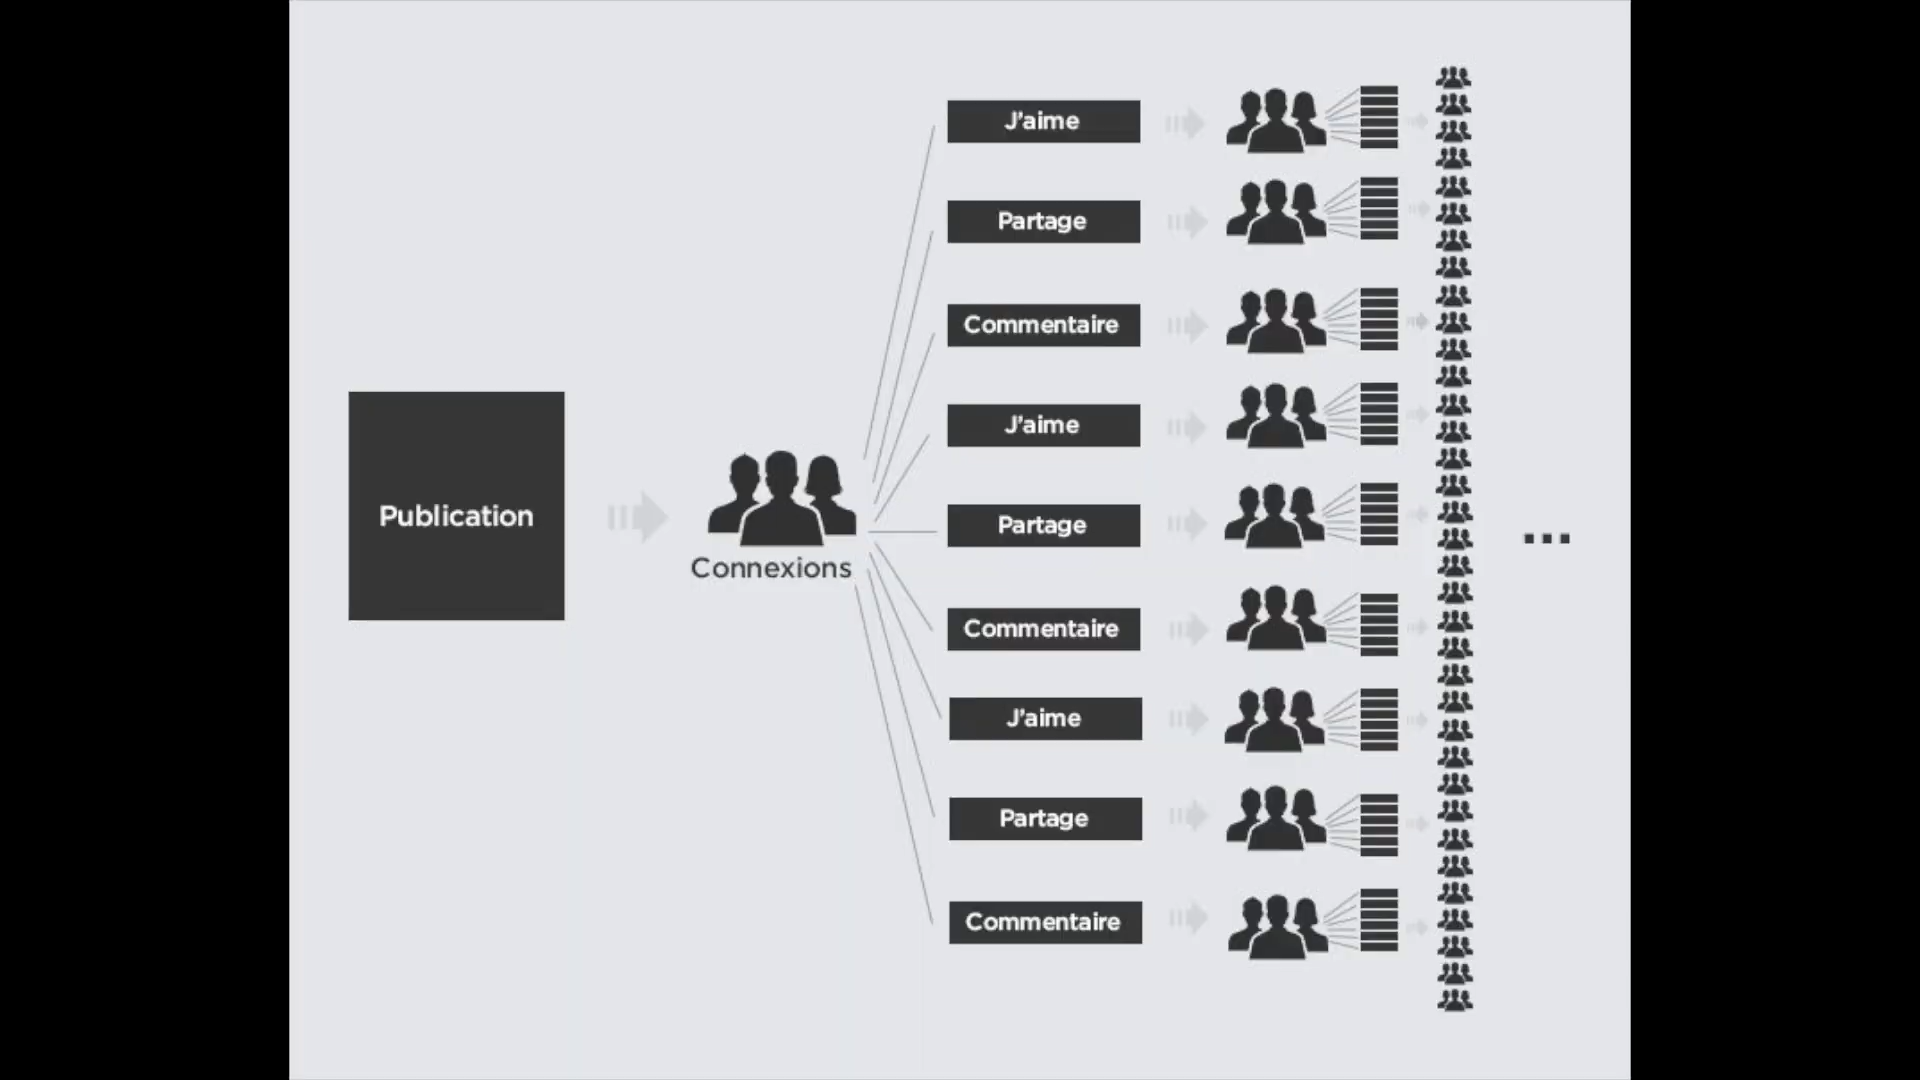 Publication
Connexions
J'aime
Partage
Commentaire
J'aime
Partage
Commentaire
J'aime
Partage
Commentaire
...